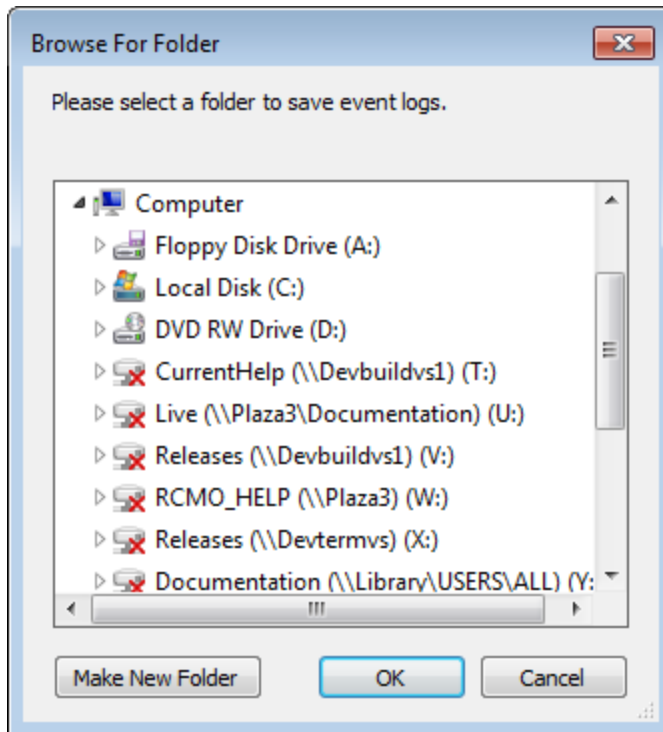 Browse For Folder
Please select a folder to save event logs.
Computer
Floppy Disk Drive (A:)
Local Disk (C:)
DVD RW Drive (D:)
CurrentHelp (\\Devbuildvs1) (T:)
Live (\\Plaza3\Documentation) (U:)
Releases (\\Devbuildvs1) (V:)
RCMO_HELP (\\Plaza3) (W:)
Releases (\\Devtermvs) (X:)
Documentation (\\Library\USERS\ALL) (Y:
Make New Folder
OK
Cancel